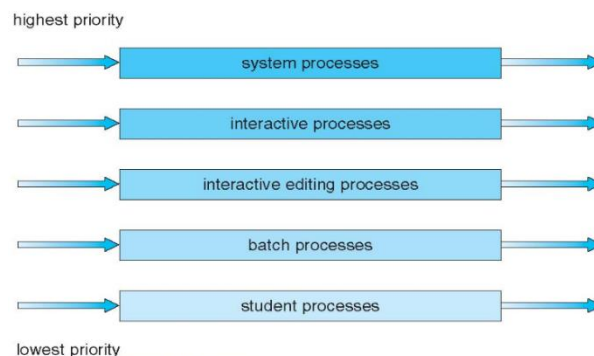 highest priority
system processes
interactive processes
interactive editing processes
batch processes
student processes
lowest priority